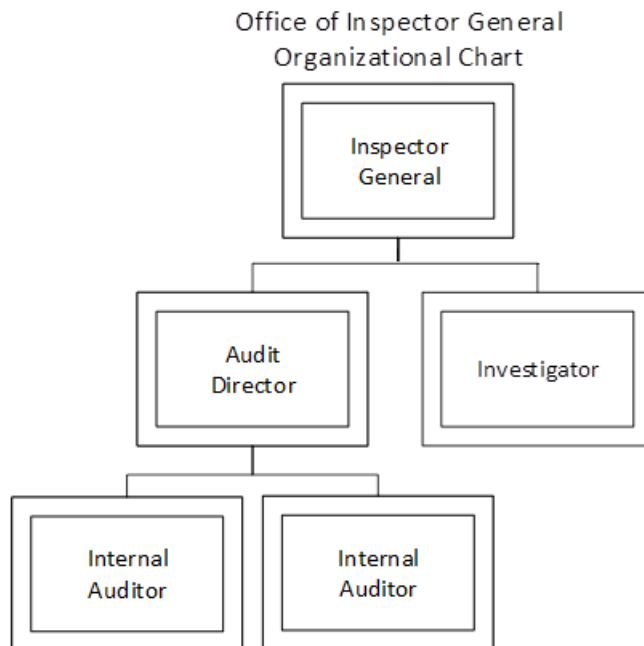 Office of Inspector General
Organizational Chart
Inspector
General
Audit
Director
Investigator
Internal
Auditor
Internal
Auditor